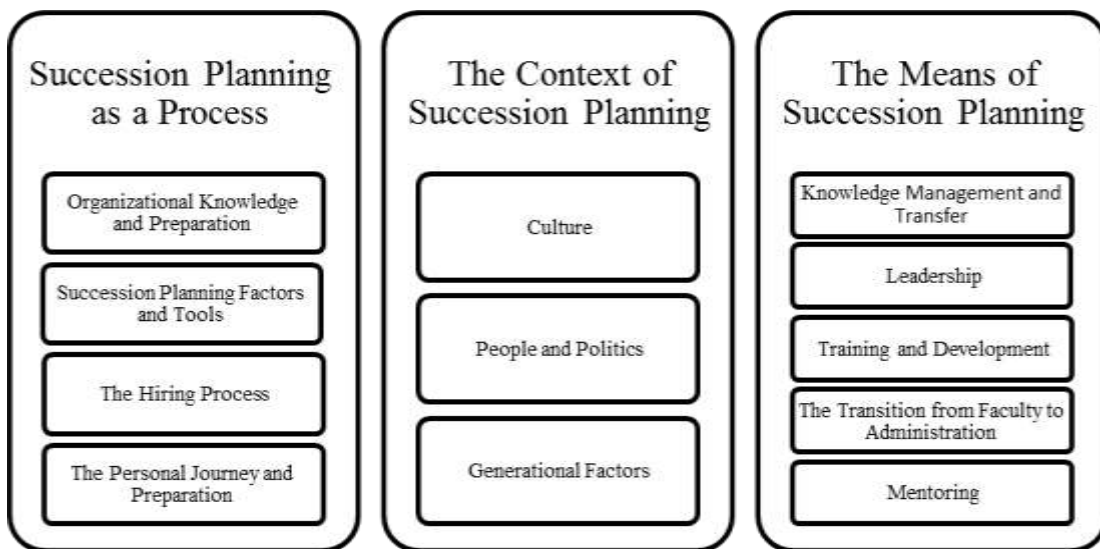 Succession Planning
as a Process
Organizational Knowledge
and Preparation
Succession Planning Factors
and Tools
The Hiring Process
The Personal Journey and
Preparation
The Context of
Succession Planning
Culture
People and Politics
Generational Factors
The Means of
Succession Planning
Knowledge Management and
Transfer
Leadership
Training and Development
The Transition from Faculty to
Administration
Mentoring